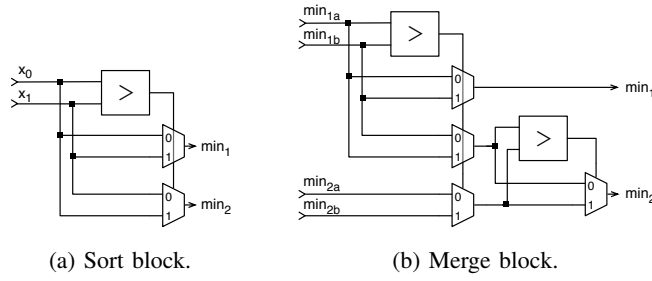 x0
x1
>
0
1
min1
0
1
min2
(a) Sort block.
min1a
min1b
>
0
1
min1
0
1
>
min2a
min2b
0
1
0
1
min2
(b) Merge block.